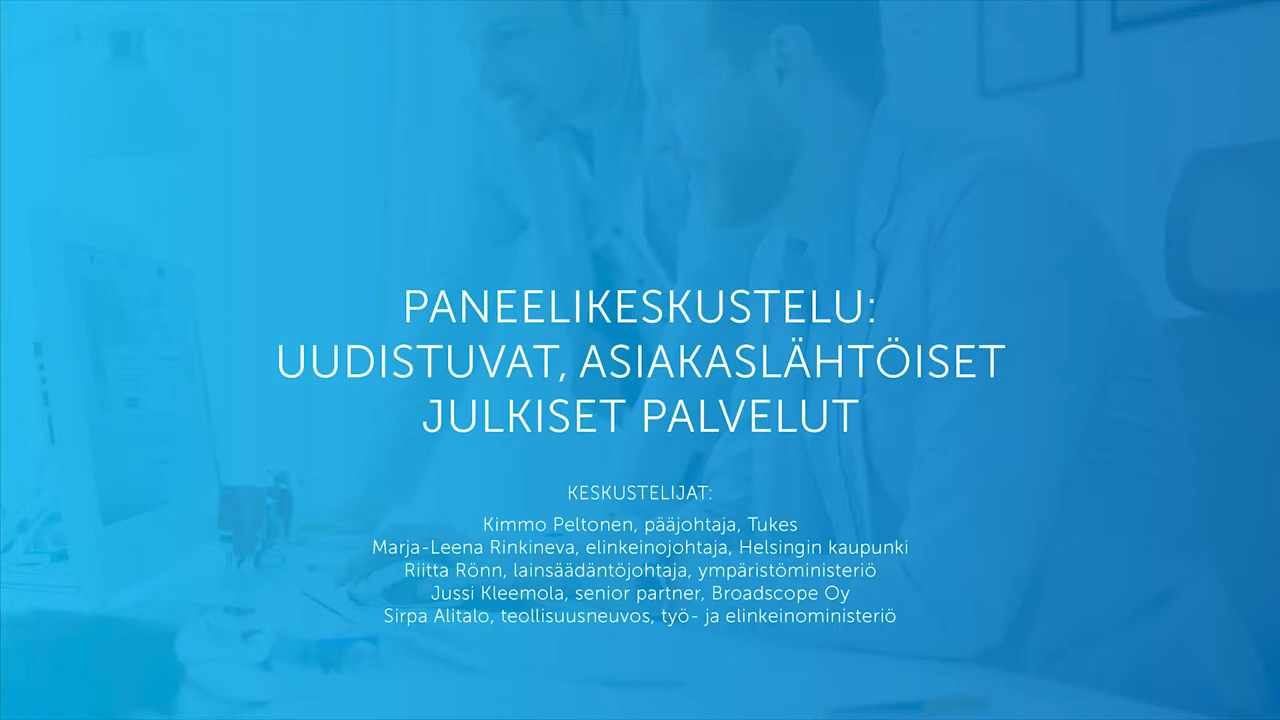 PANEELIKESKUSTELU:
UUDISTUVAT, ASIAKASLÄHTÖISET
JULKISET PALVELUT
KESKUSTELIJAT:
Kimmo Peltonen, pääjohtaja, Tukes
Marja-Leena Rinkineva, elinkeinojohtaja, Helsingin kaupunki
Riitta Rönn, lainsäädäntöjohtaja, ympäristöministeriö
Jussi Kleemola, senior partner, Broadscope Oy
Sirpa Alitalo, teollisuusneuvos, työ- ja elinkeinoministeriö